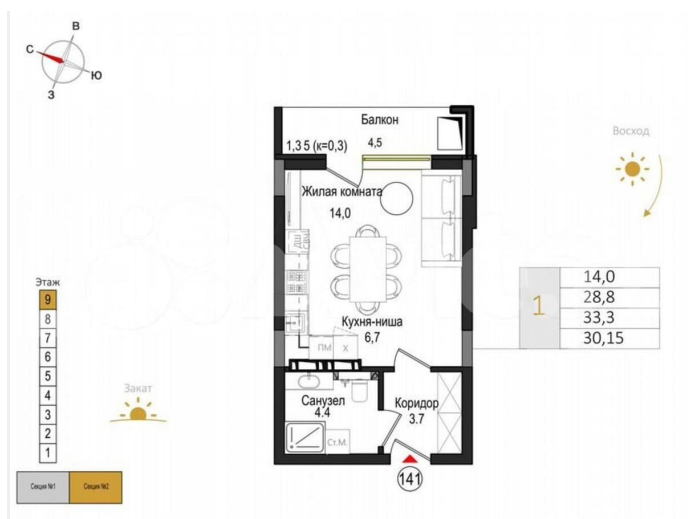 В
С
Ю
З
Балкон
1,35 (к=0,3) 4,5
Восход
Жилая комната
14,0
ДШ
Этаж
9
8
7
6
5
4
3
2
1
Кухня-ниша
6,7
ПМ Х
1
14,0
28,8
33,3
30,15
Закат
Санузел
4.4
Коридор
3.7
Ст.М.
141
Секция №1 Секция №2